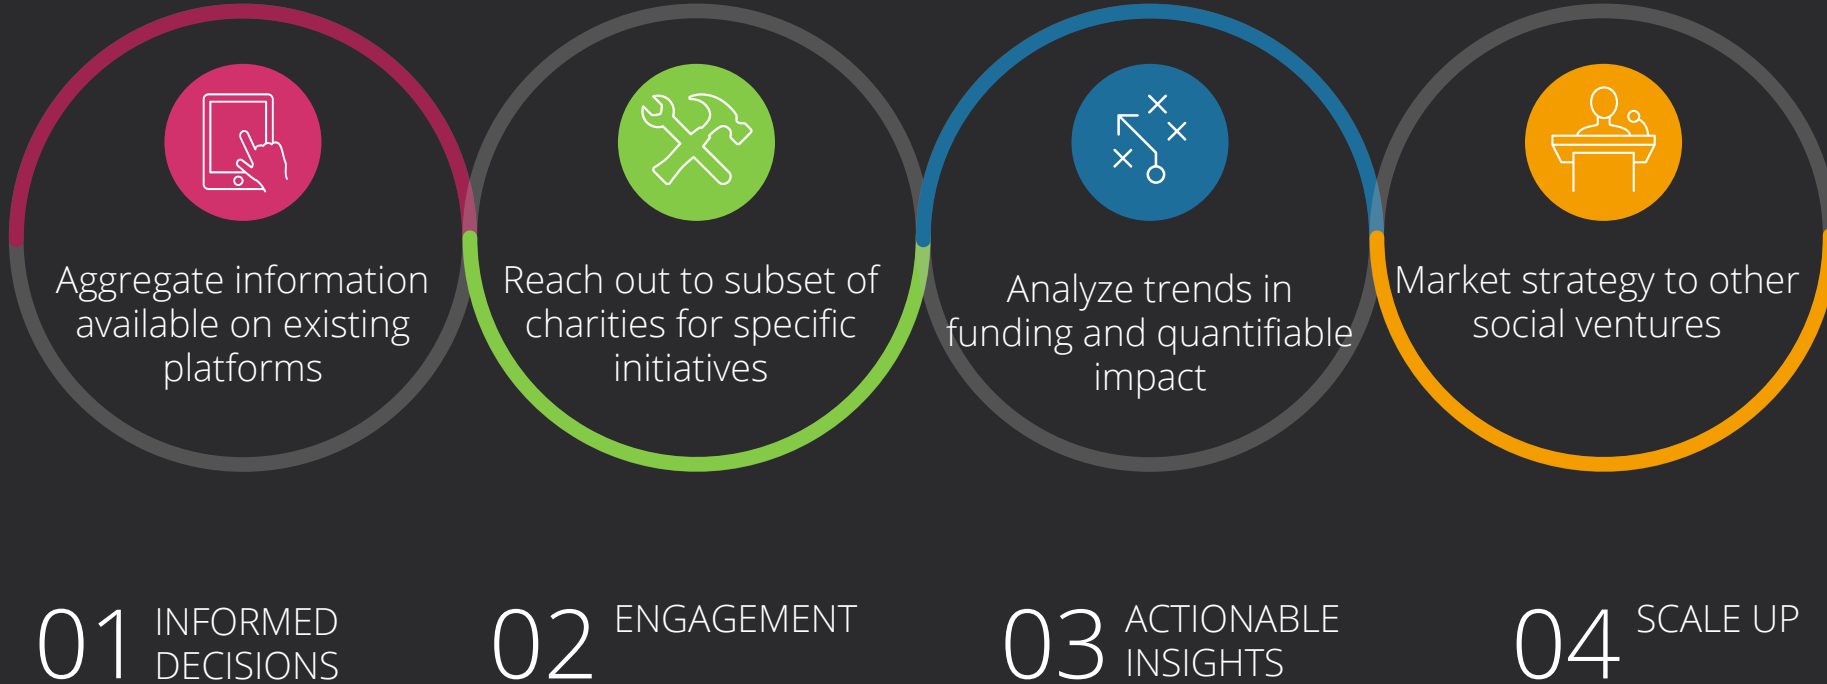 Aggregate information
available on existing
platforms
Reach out to subset of
charities for specific
initiatives
Analyze trends in
funding and quantifiable
impact
Market strategy to other
social ventures
01 INFORMED
DECISIONS
02 ENGAGEMENT
03 ACTIONABLE
INSIGHTS
04 SCALE UP